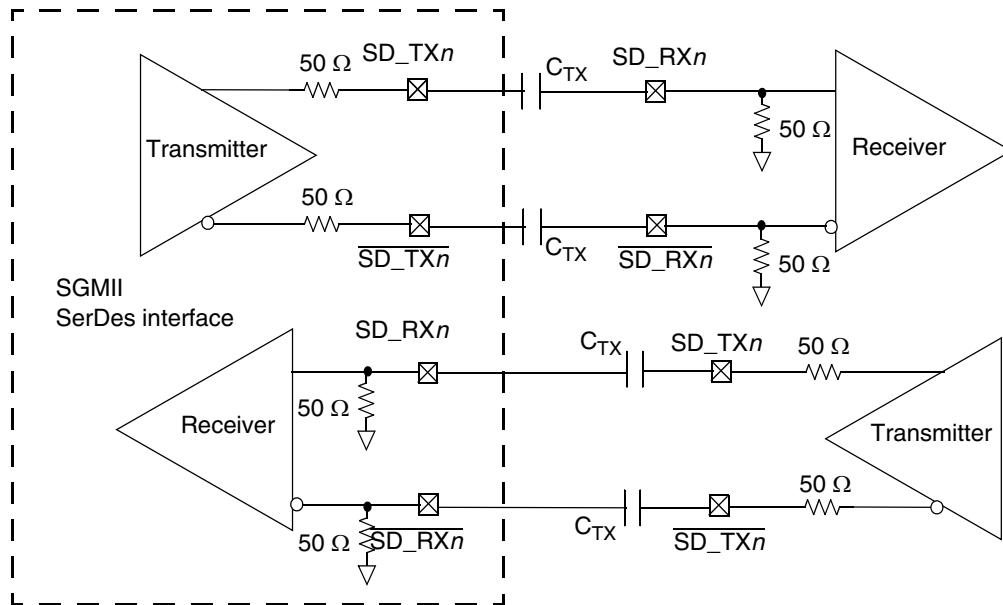 50 Ω
SD_TXn
C_TX
SD_RXn
50 Ω
Transmitter
Receiver
50 Ω
SD_TXn
C_TX
SD_RXn
50 Ω
SGMII
SerDes interface
SD_RXn
C_TX
SD_TXn
50 Ω
50 Ω
Receiver
Transmitter
50 Ω
50 Ω
SD_RXn
C_TX
SD_TXn